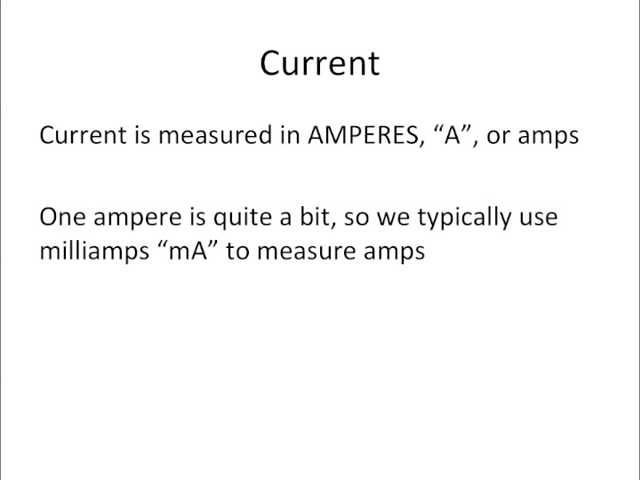 Current
Current is measured in AMPERES, “A”, or amps
One ampere is quite a bit, so we typically use
milliamps “mA” to measure amps